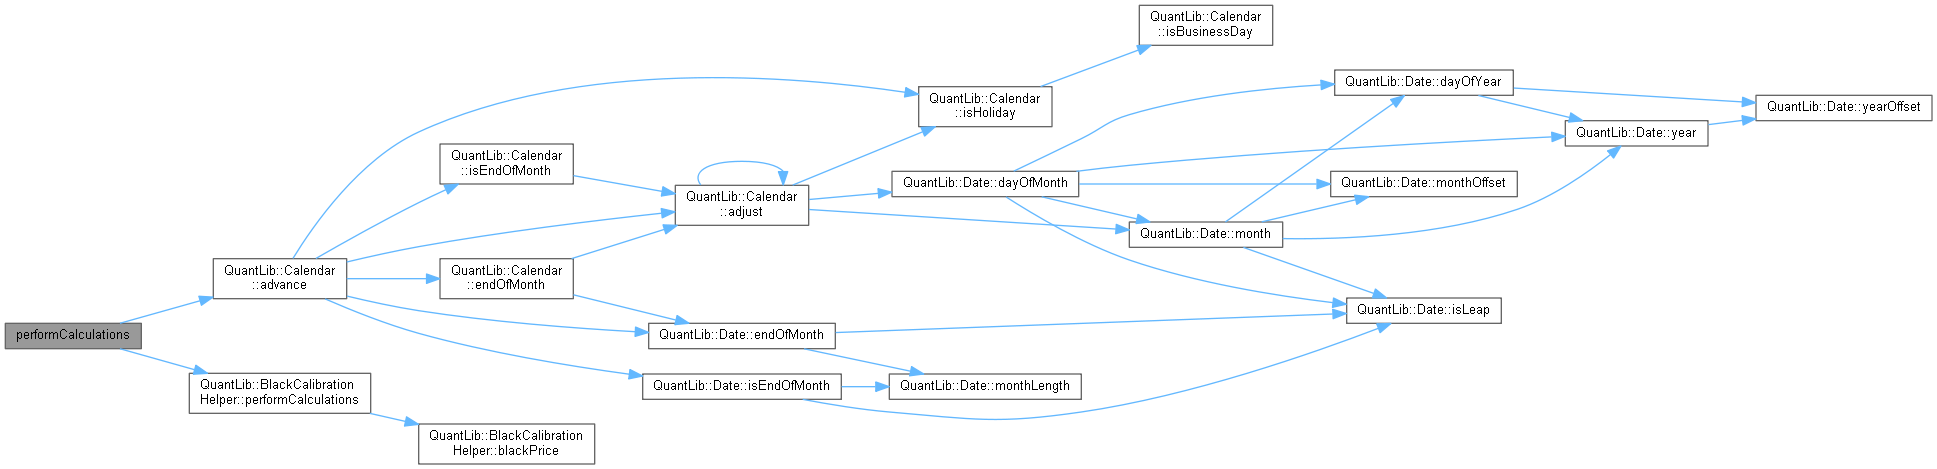 performCalculations
QuantLib::Calendar
::advance
QuantLib::BlackCalibration
Helper::performCalculations
QuantLib::BlackCalibration
Helper::blackPrice
QuantLib::Calendar
::isEndOfMonth
QuantLib::Calendar
::endOfMonth
QuantLib::Date::endOfMonth
QuantLib::Date::isEndOfMonth
QuantLib::Calendar
::adjust
QuantLib::Calendar
::isHoliday
QuantLib::Calendar
::isBusinessDay
QuantLib::Date::dayOfMonth
QuantLib::Date::monthLength
QuantLib::Date::month
QuantLib::Date::dayOfYear
QuantLib::Date::monthOffset
QuantLib::Date::isLeap
QuantLib::Date::year
QuantLib::Date::yearOffset